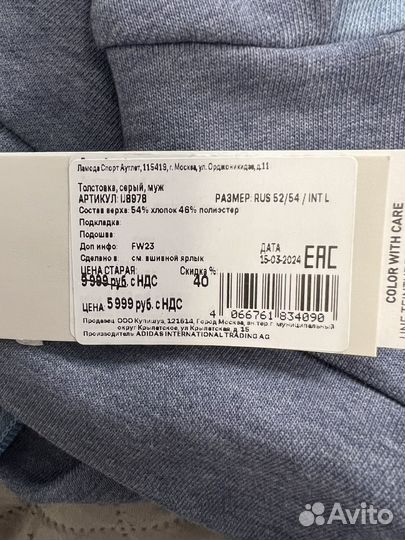 Ламода Спорт Аутлет, 115419, г. Москва, ул. Орджоникидзе, д.11
Толстовка, серый, муж
АРТИКУЛ: IJ8978 РАЗМЕР: RUS 52/54 / INT L
Состав верха: 54% хлопок 46% полиэстер
Подкладка:
Подошва:
Доп инфо: FW23 ДАТА
Сделано в: см. вшивной ярлык 15-03-2024 EAC
ЦЕНА СТАРАЯ: Скидка %
9 999 руб. с НДС 40
ЦЕНА: 5 999 руб. с НДС
4 066761 834090
Продавец: ООО Купишуз, 121614, Город Москва, вн.тер.г. муниципальный
округ Крылатское, ул Крылатская, д. 15
Производитель: ADIDAS INTERNATIONAL TRADING AG
COLOR WITH CARE
Avito